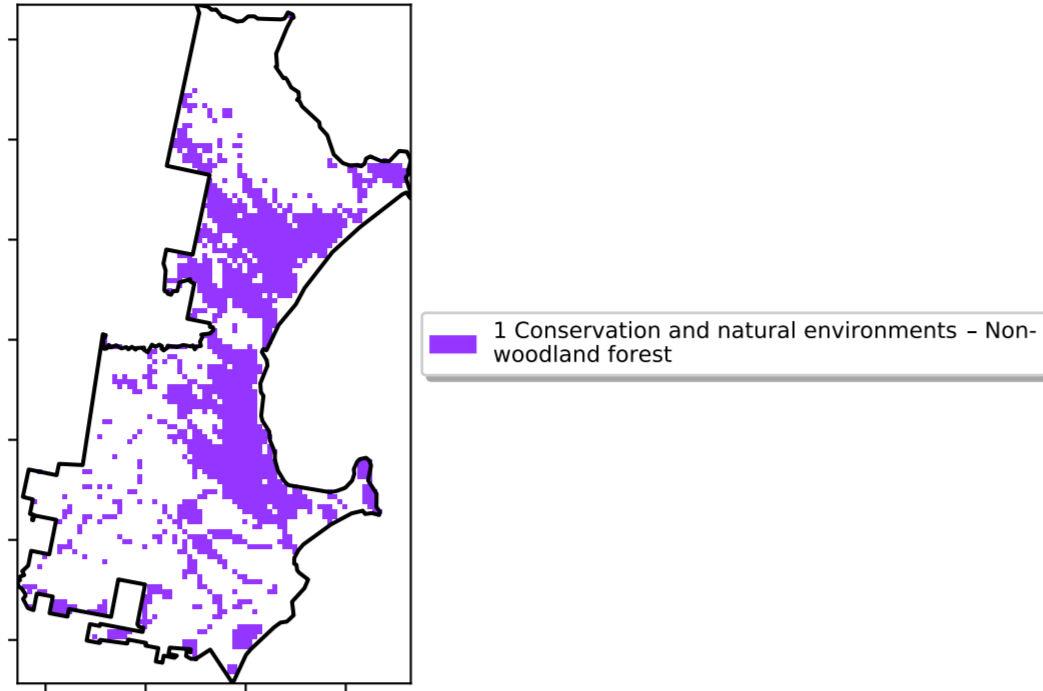 1 Conservation and natural environments – Non-
woodland forest